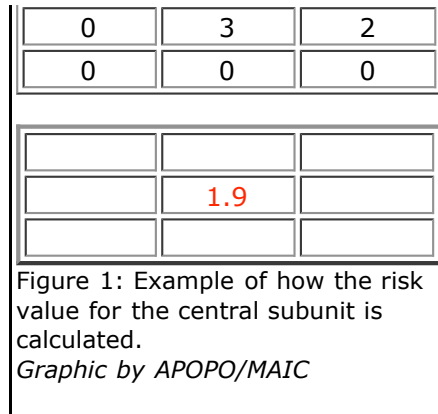 0 3 2
0 0 0
1.9
Figure 1: Example of how the risk
value for the central subunit is
calculated.
Graphic by APOPO/MAIC